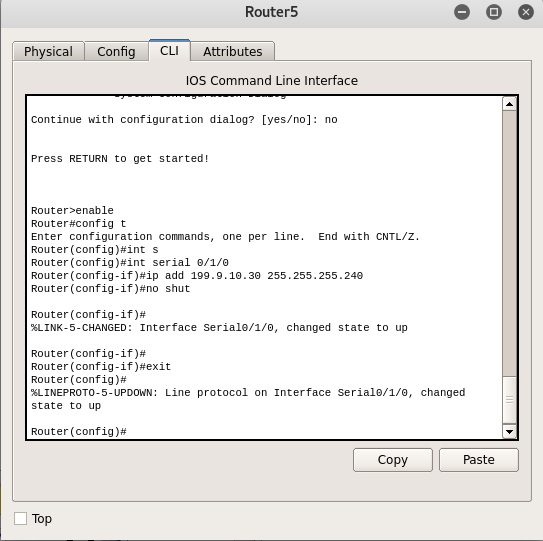 Router5
Physical Config CLI Attributes
IOS Command Line Interface
Continue with configuration dialog? [yes/no]: no
Press RETURN to get started!
Router>enable
Router#config t
Enter configuration commands, one per line.  End with CNTL/Z.
Router(config)#int s
Router(config)#int serial 0/1/0
Router(config-if)#ip add 199.9.10.30 255.255.255.240
Router(config-if)#no shut
Router(config-if)#
%LINK-5-CHANGED: Interface Serial0/1/0, changed state to up
Router(config-if)#
Router(config-if)#exit
Router(config)#
%LINEPROTO-5-UPDOWN: Line protocol on Interface Serial0/1/0, changed
state to up
Router(config)#
Copy Paste
Top